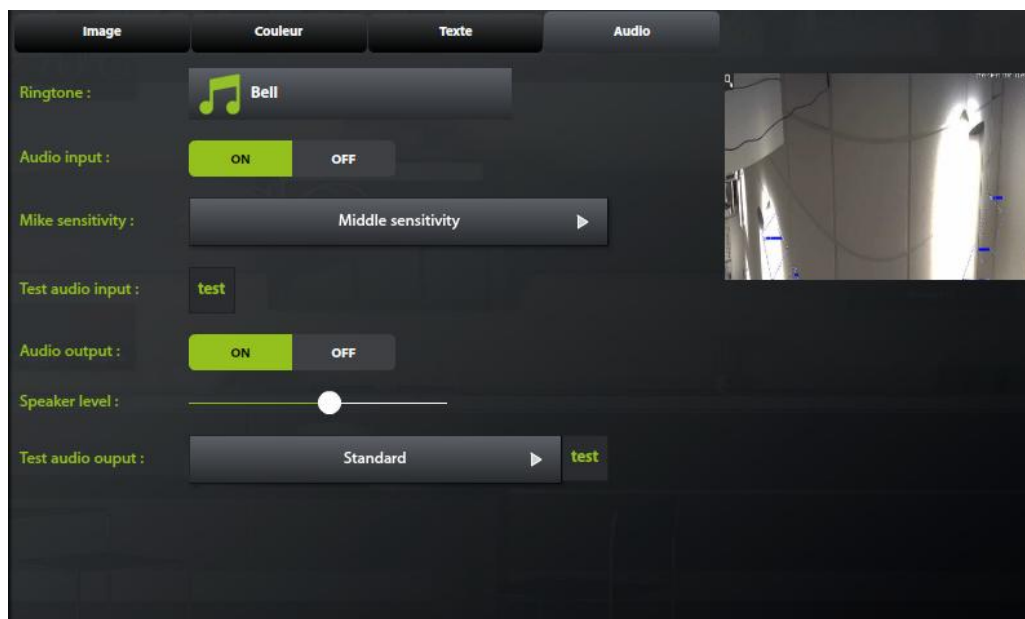 Image
Couleur
Texte
Audio
Ringtone :
Bell
Audio input :
ON
OFF
Mike sensitivity :
Middle sensitivity
Test audio input :
test
Audio output :
ON
OFF
Speaker level :
Test audio ouput :
Standard
test